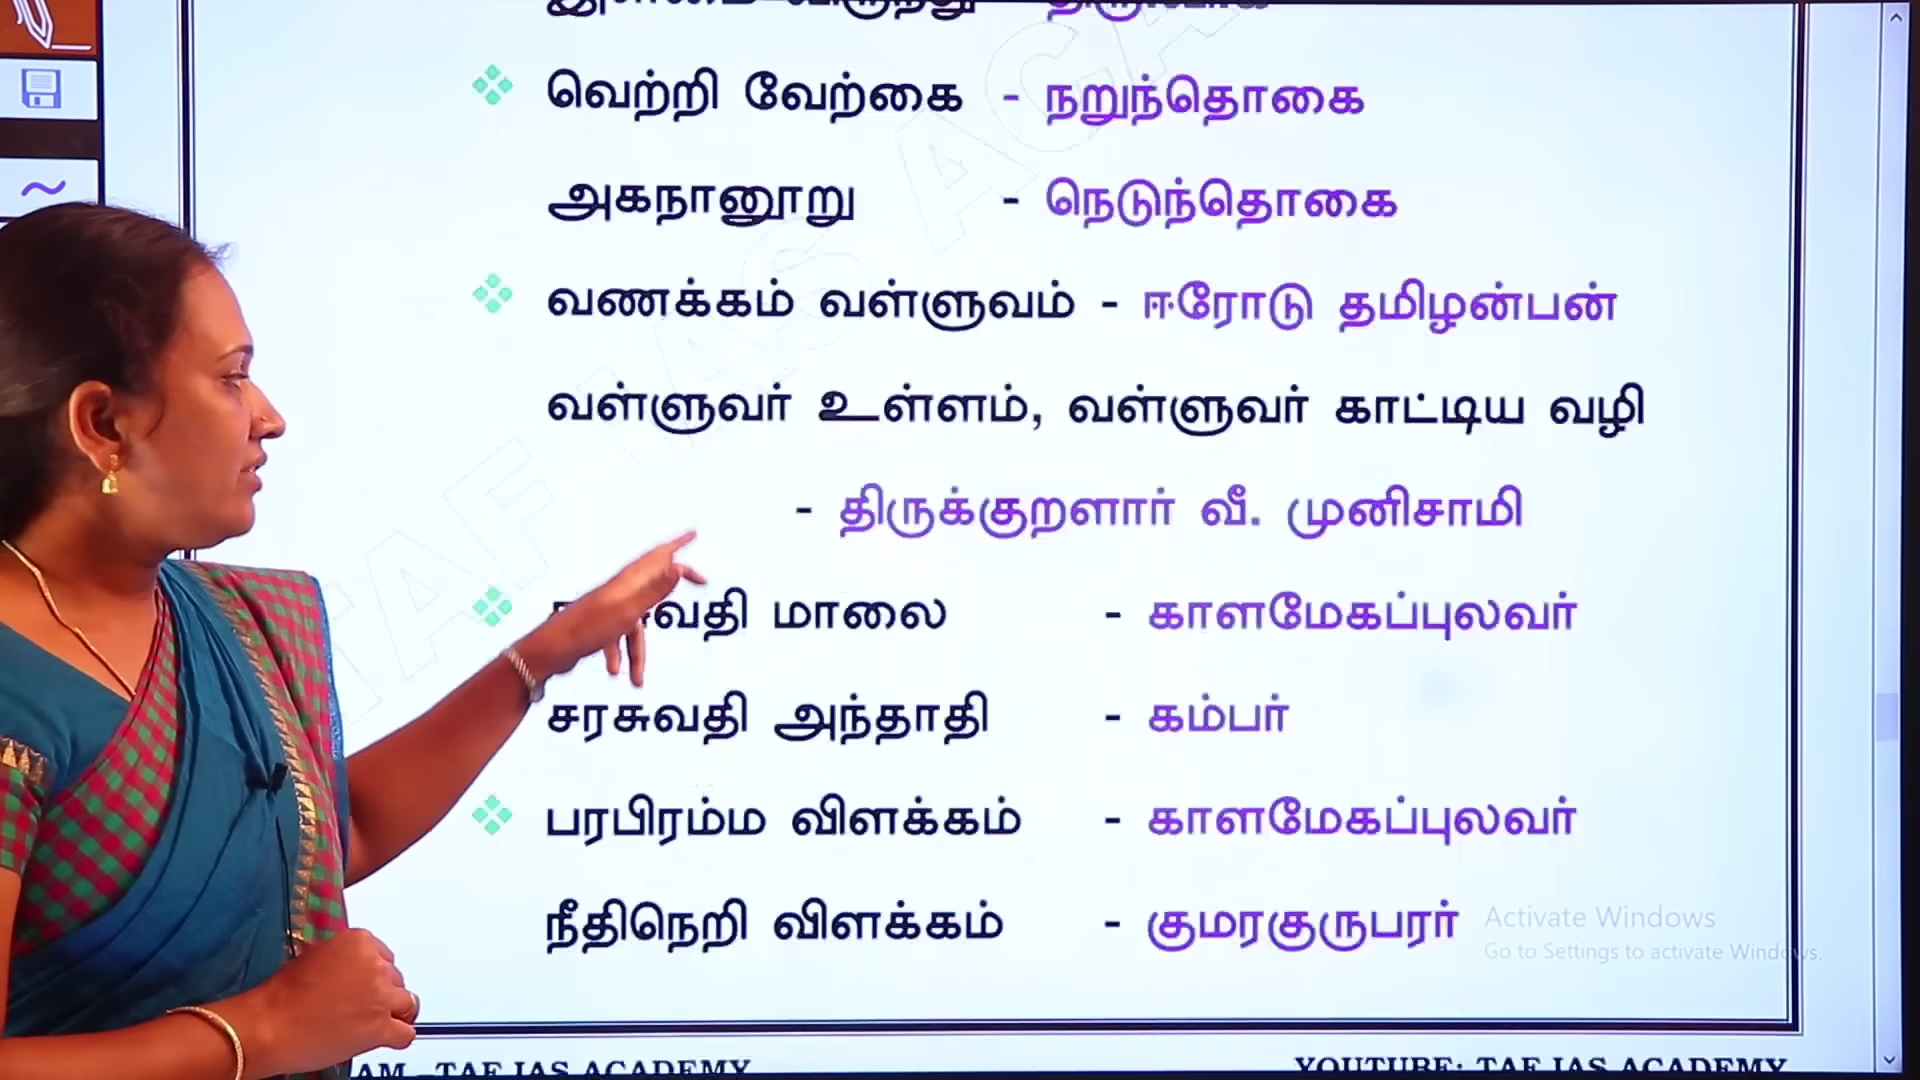 வெற்றி வேற்கை - நறுந்தொகை
அகநானூறு - நெடுந்தொகை
வணக்கம் வள்ளுவம் - ஈரோடு தமிழன்பன்
வள்ளுவர் உள்ளம், வள்ளுவர் காட்டிய வழி
- திருக்குறளார் வீ. முனிசாமி
மாலை - காளமேகப்புலவர்
சரசுவதி அந்தாதி - கம்பர்
பரபிரம்ம விளக்கம் - காளமேகப்புலவர்
நீதிநெறி விளக்கம் - குமரகுருபரர்
Activate Windows
Go to Settings to activate Windows.
TAF IAS ACADEMY
YOUTUBE: TAF IAS ACADEMY